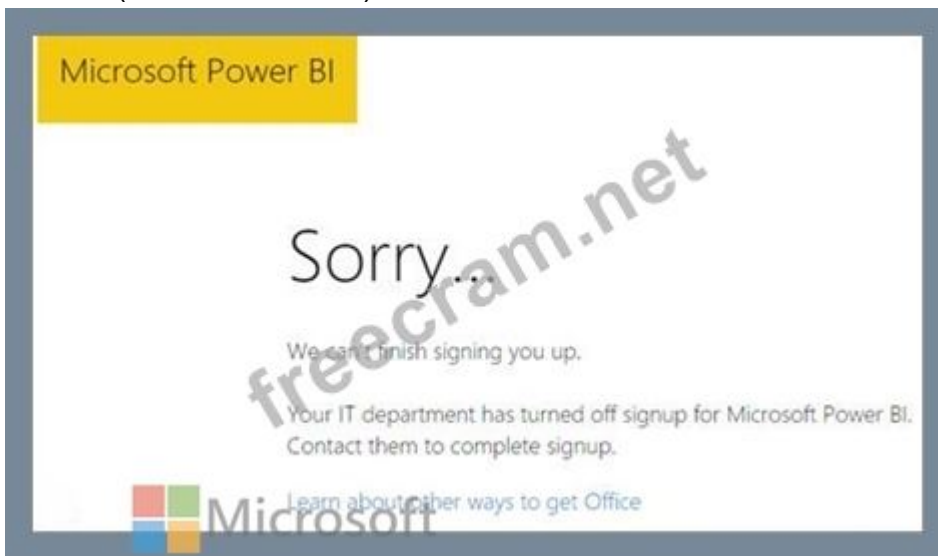 Microsoft Power BI
Sorry...
We can't finish signing you up.
Your IT department has turned off signup for Microsoft Power BI.
Contact them to complete signup.
Learn about other ways to get Office
Microsoft
freecram.net